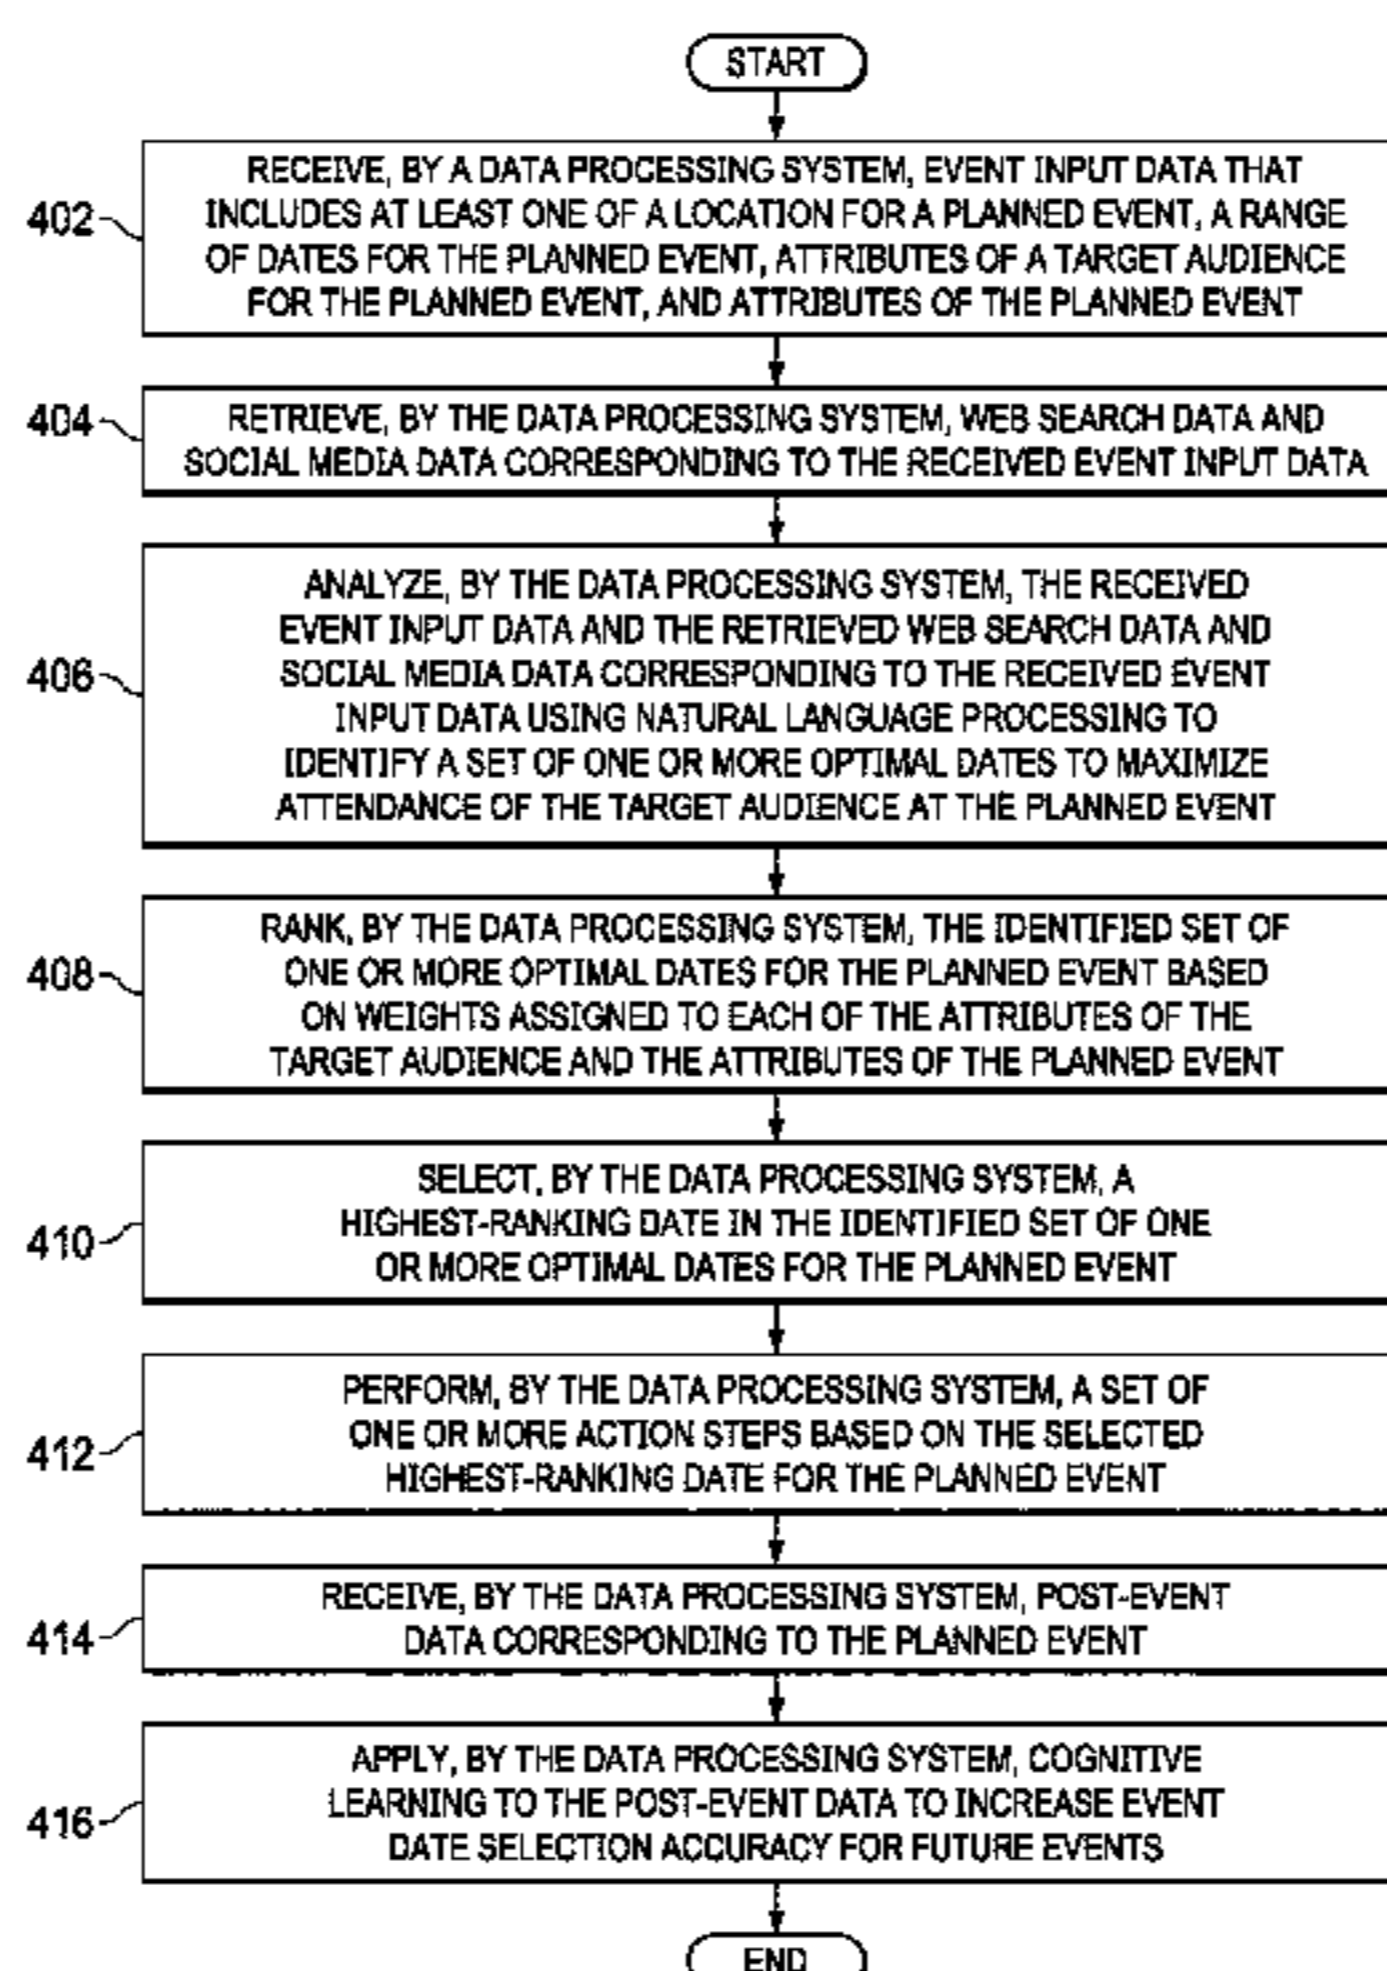 START
402
RECEIVE, BY A DATA PROCESSING SYSTEM, EVENT INPUT DATA THAT
INCLUDES AT LEAST ONE OF A LOCATION FOR A PLANNED EVENT, A RANGE
OF DATES FOR THE PLANNED EVENT, ATTRIBUTES OF A TARGET AUDIENCE
FOR THE PLANNED EVENT, AND ATTRIBUTES OF THE PLANNED EVENT
404
RETRIEVE, BY THE DATA PROCESSING SYSTEM, WEB SEARCH DATA AND
SOCIAL MEDIA DATA CORRESPONDING TO THE RECEIVED EVENT INPUT DATA
406
ANALYZE, BY THE DATA PROCESSING SYSTEM, THE RECEIVED
EVENT INPUT DATA AND THE RETRIEVED WEB SEARCH DATA AND
SOCIAL MEDIA DATA CORRESPONDING TO THE RECEIVED EVENT
INPUT DATA USING NATURAL LANGUAGE PROCESSING TO
IDENTIFY A SET OF ONE OR MORE OPTIMAL DATES TO MAXIMIZE
ATTENDANCE OF THE TARGET AUDIENCE AT THE PLANNED EVENT
408
RANK, BY THE DATA PROCESSING SYSTEM, THE IDENTIFIED SET OF
ONE OR MORE OPTIMAL DATES FOR THE PLANNED EVENT BASED
ON WEIGHTS ASSIGNED TO EACH OF THE ATTRIBUTES OF THE
TARGET AUDIENCE AND THE ATTRIBUTES OF THE PLANNED EVENT
410
SELECT, BY THE DATA PROCESSING SYSTEM, A
HIGHEST-RANKING DATE IN THE IDENTIFIED SET OF ONE
OR MORE OPTIMAL DATES FOR THE PLANNED EVENT
412
PERFORM, BY THE DATA PROCESSING SYSTEM, A SET OF
ONE OR MORE ACTION STEPS BASED ON THE SELECTED
HIGHEST-RANKING DATE FOR THE PLANNED EVENT
414
RECEIVE, BY THE DATA PROCESSING SYSTEM, POST-EVENT
DATA CORRESPONDING TO THE PLANNED EVENT
416
APPLY, BY THE DATA PROCESSING SYSTEM, COGNITIVE
LEARNING TO THE POST-EVENT DATA TO INCREASE EVENT
DATE SELECTION ACCURACY FOR FUTURE EVENTS
END